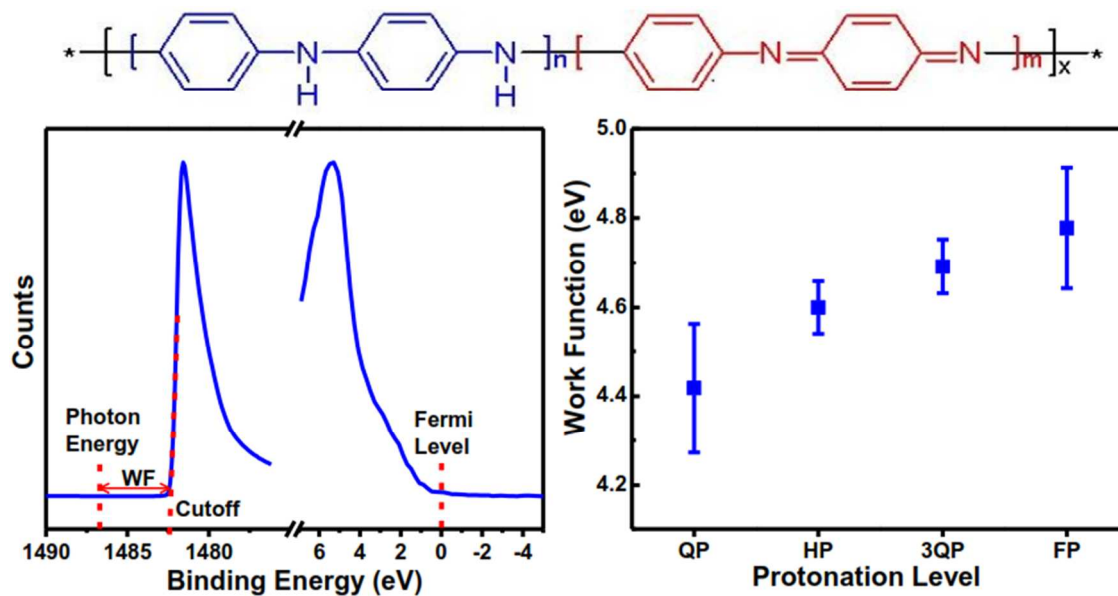 * [ [ N H N H ]n [ N N ]m ]x *
Counts
Photon
Energy
WF
Cutoff
Fermi
Level
1490 1485 1480 6 4 2 0 -2 -4
Binding Energy (eV)
Work Function (eV)
5.0
4.8
4.6
4.4
4.2
QP HP 3QP FP
Protonation Level